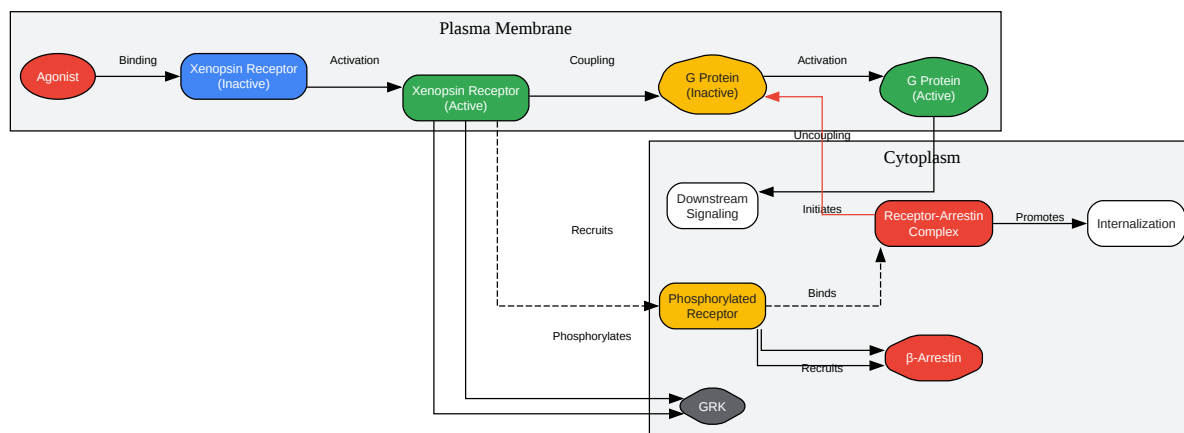 Plasma Membrane
Agonist
Binding
Xenopsin Receptor
(Inactive)
Activation
Xenopsin Receptor
(Active)
Coupling
G Protein
(Inactive)
Activation
G Protein
(Active)
Uncoupling
Cytoplasm
Downstream
Signaling
Initiates
Receptor-Arrestin
Complex
Promotes
Internalization
Recruits
Phosphorylated
Receptor
Binds
Phosphorylates
β-Arrestin
Recruits
GRK